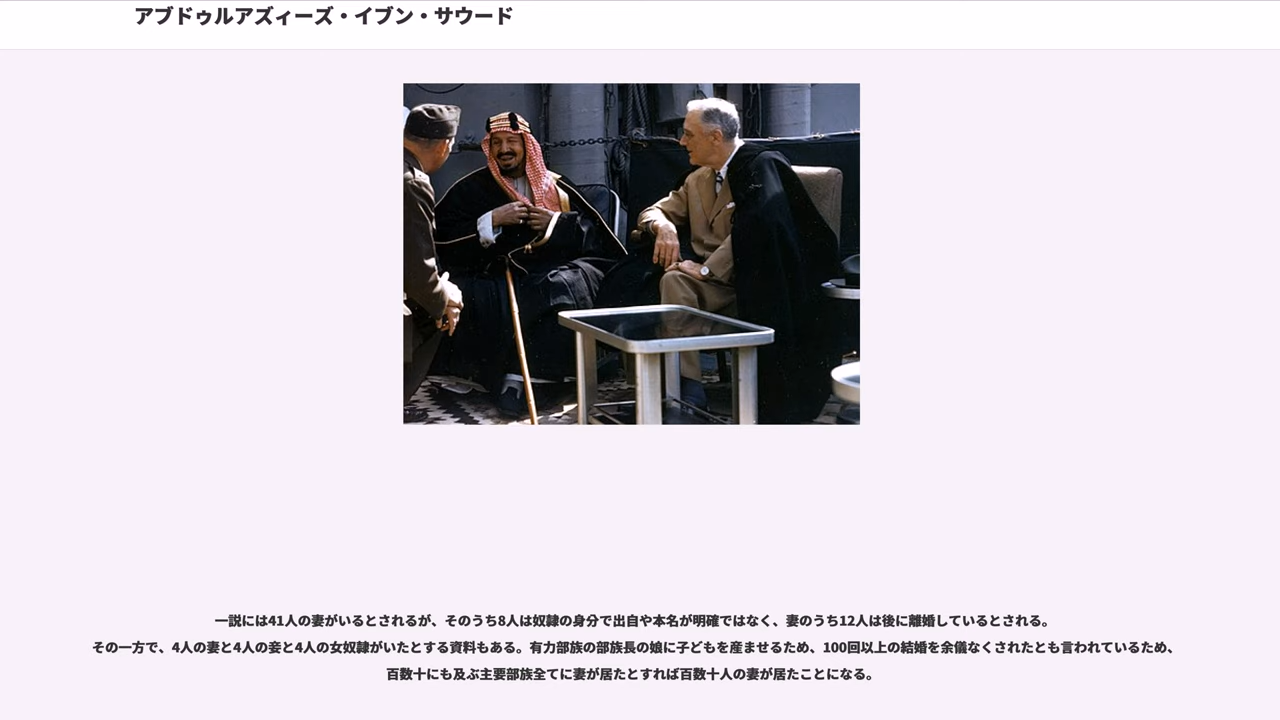 アブドゥルアズィーズ・イブン・サウード
一説には41人の妻がいるとされるが、そのうち8人は奴隷の身分で出自や本名が明確ではなく、妻のうち12人は後に離婚しているとされる。
その一方で、4人の妻と4人の妾と4人の女奴隷がいたとする資料もある。有力部族の部族長の娘に子どもを産ませるため、100回以上の結婚を余儀なくされたとも言われているため、
百数十にも及ぶ主要部族全てに妻が居たとすれば百数十人の妻が居たことになる。